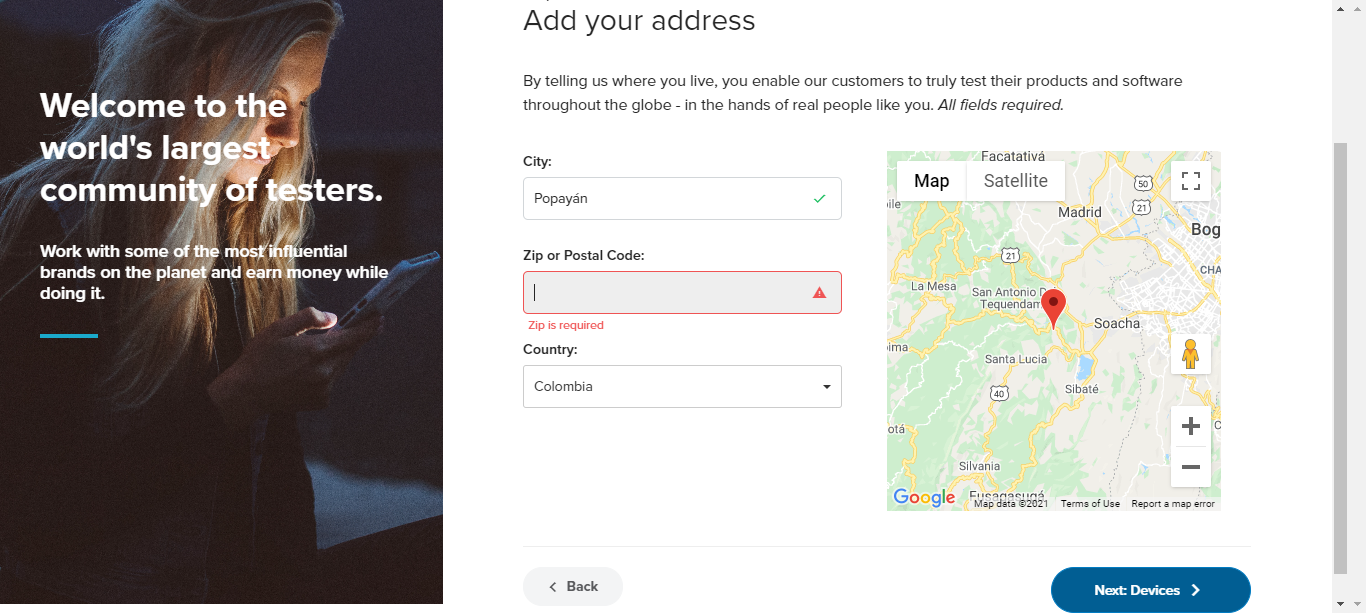 Welcome to the
world's largest
community of testers.
Work with some of the most influential
brands on the planet and earn money while
doing it.
Add your address
By telling us where you live, you enable our customers to truly test their products and software
throughout the globe - in the hands of real people like you. All fields required.
City:
Popayán
Zip or Postal Code:
Zip is required
Country:
Colombia
Facatativá
Map
Satellite
50
21
Madrid
Bog
21
CHA
La Mesa
San Antonio D
Tequendam
Soacha
Santa Lucia
Sibaté
40
Silvania
Fusagasugá
Google
Map data ©2021
Terms of Use
Report a map error
Back
Next: Devices